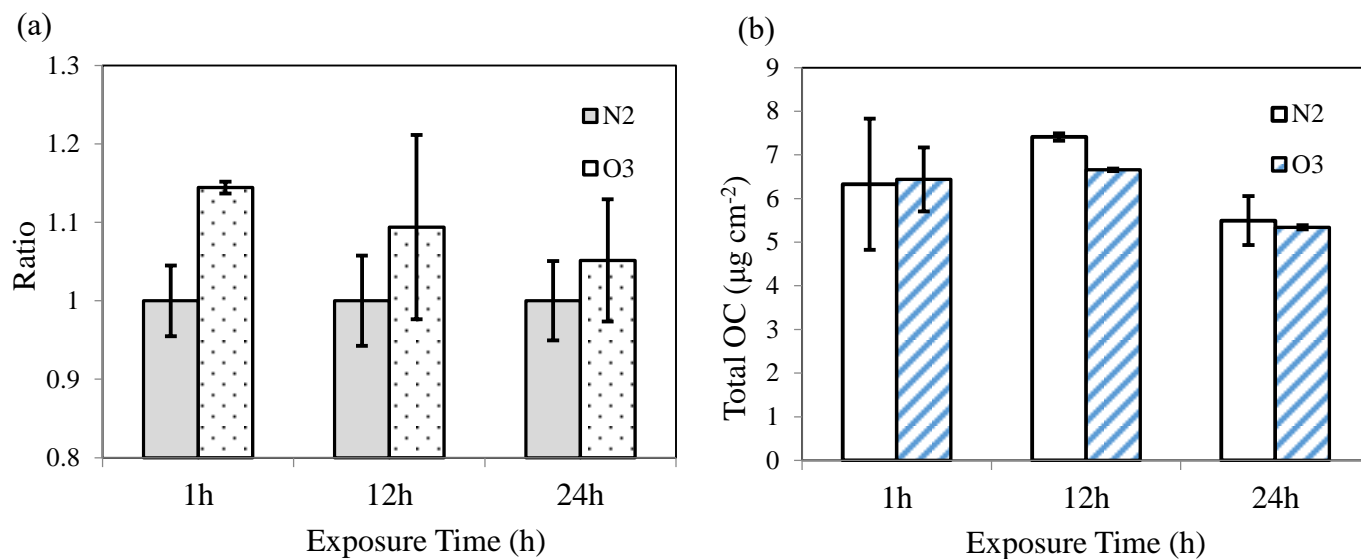 (a)
1.3
1.2
1.1
1
0.9
0.8
Ratio
N2
O3
1h 12h 24h
Exposure Time (h)
(b)
9
8
7
6
5
4
3
2
1
0
Total OC (µg cm-2)
N2
O3
1h 12h 24h
Exposure Time (h)